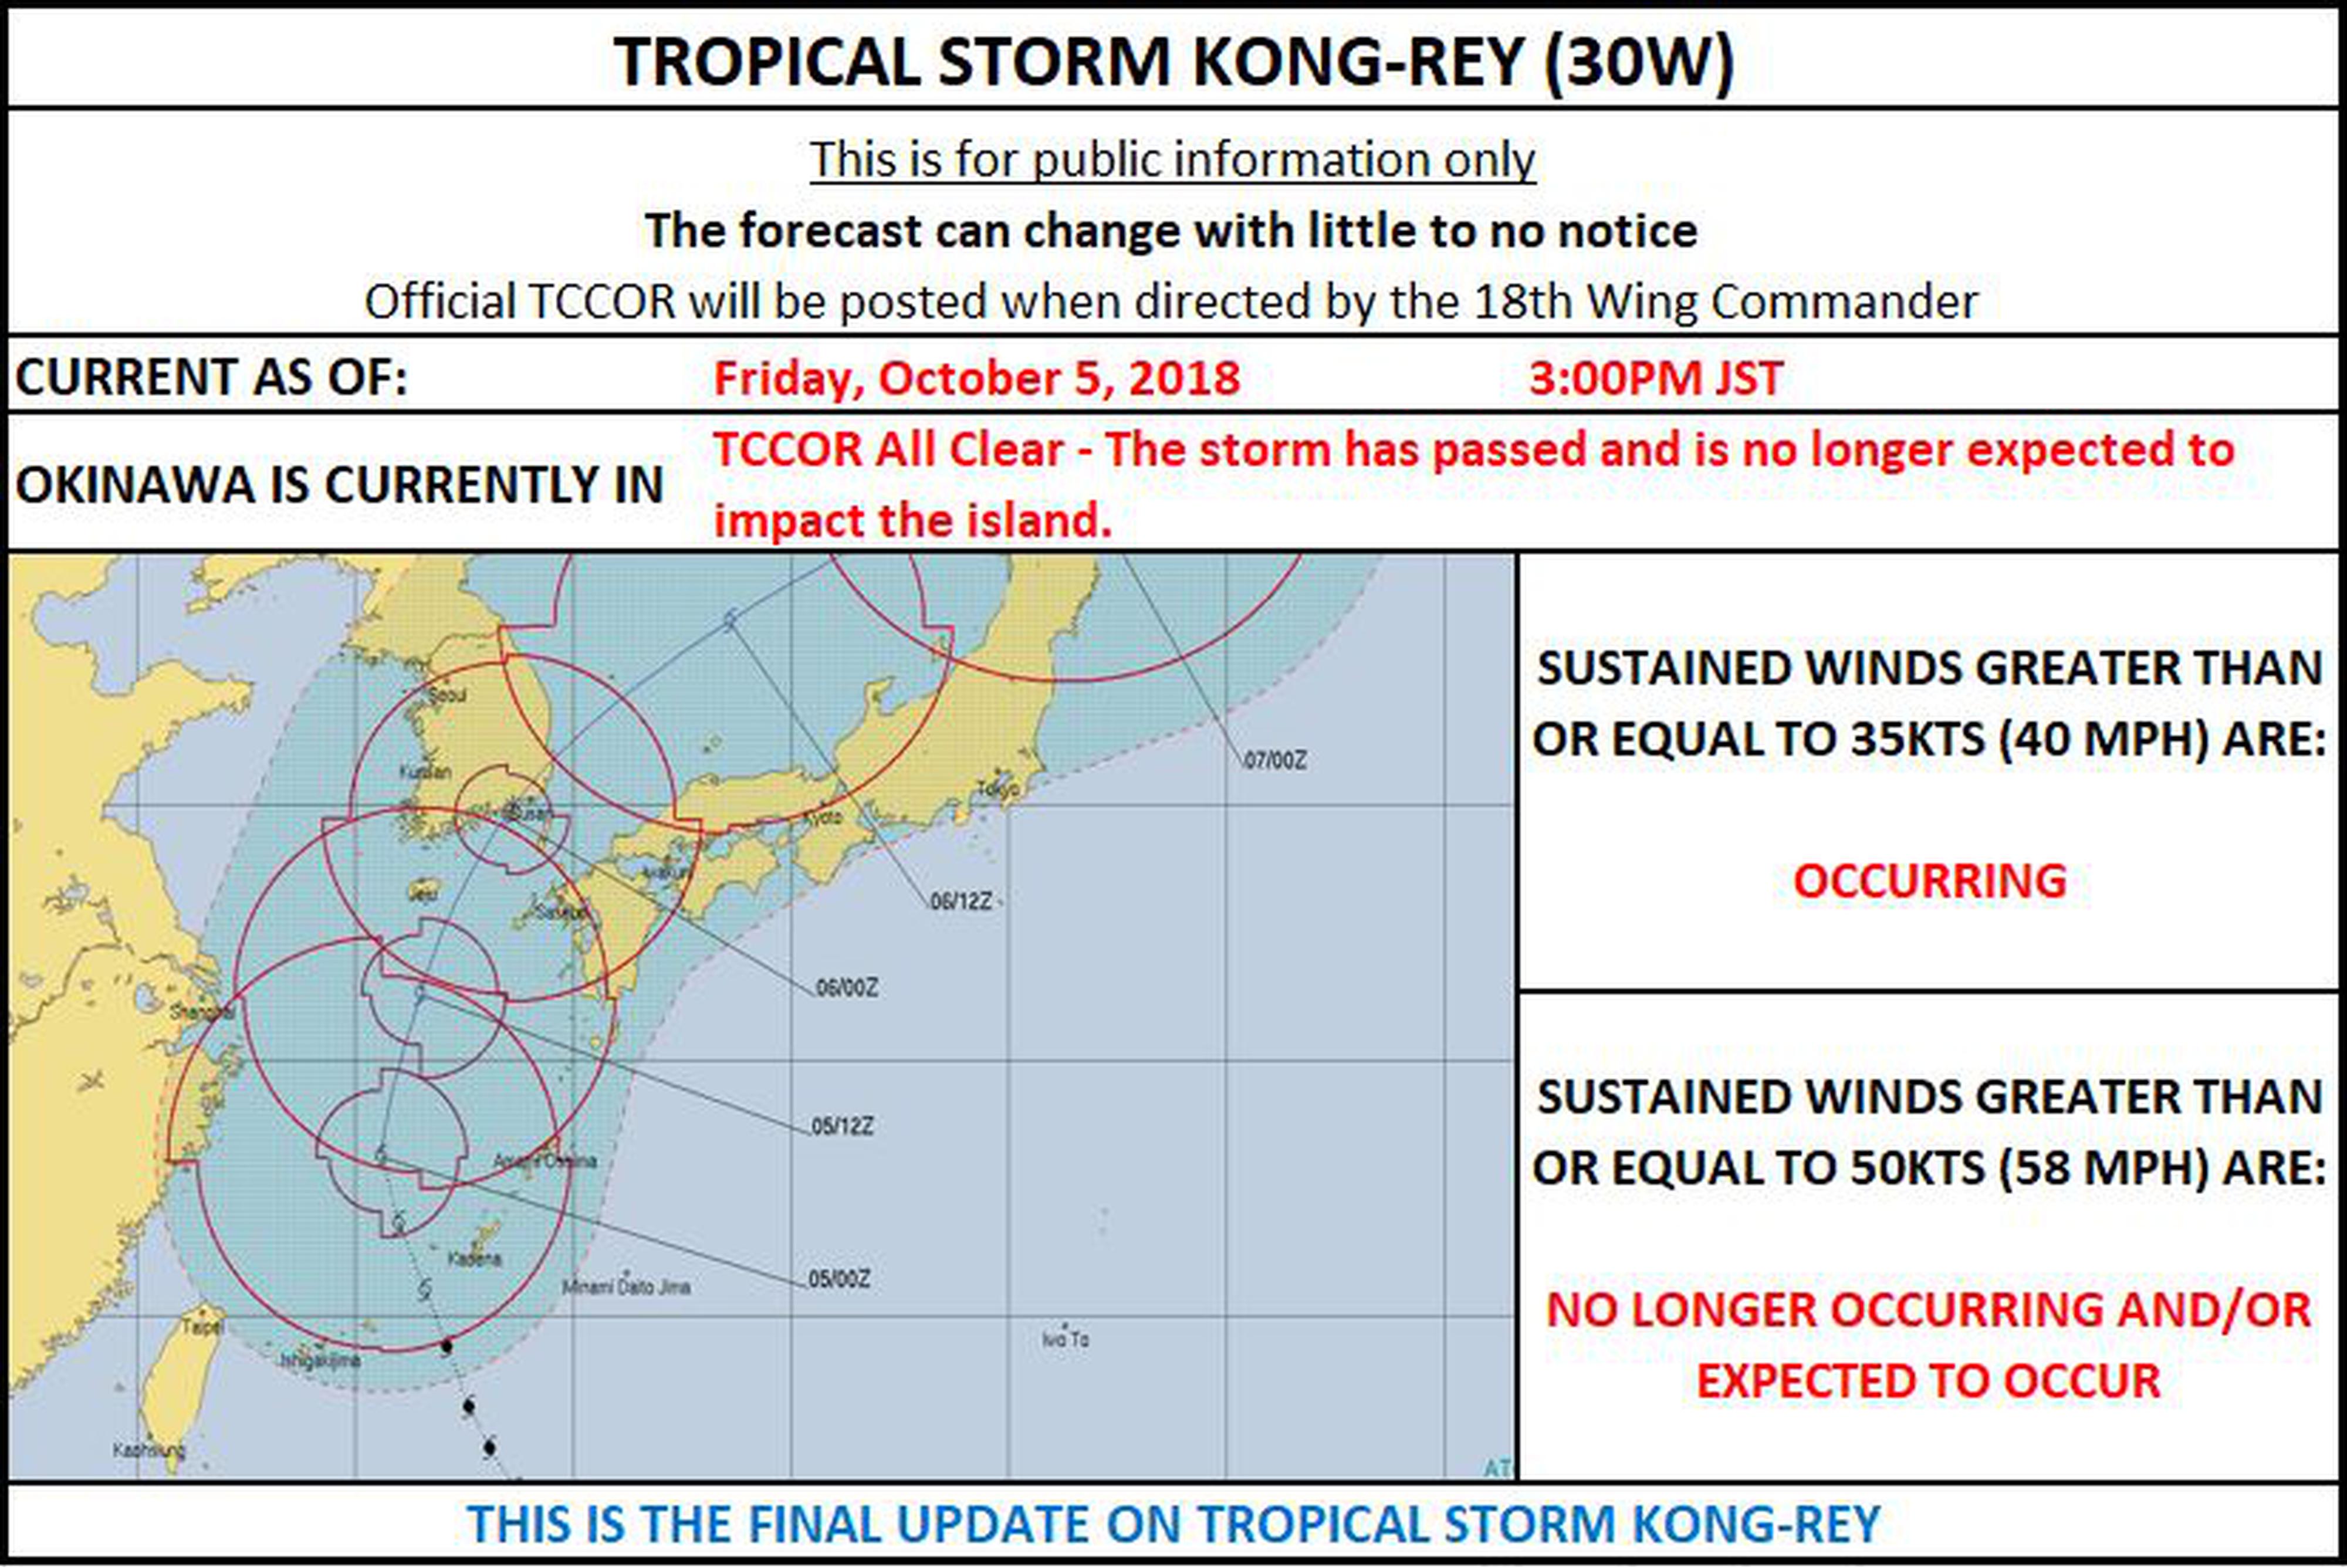 TROPICAL STORM KONG-REY (30W)
This is for public information only
The forecast can change with little to no notice
Official TCCOR will be posted when directed by the 18th Wing Commander
CURRENT AS OF:
Friday, October 5, 2018
3:00PM JST
OKINAWA IS CURRENTLY IN
TCCOR All Clear - The storm has passed and is no longer expected to
impact the island.
Seoul
Kunsan
Busan
Jeju
Sasebo
Iwakuni
Kyoto
Tokyo
07/00Z
06/12Z
06/00Z
Shanghai
05/12Z
Amami Oshima
05/00Z
Kadena
Minami Daito Jima
Taipei
Ishigakijima
Iwo To
Kaohsiung
SUSTAINED WINDS GREATER THAN
OR EQUAL TO 35KTS (40 MPH) ARE:
OCCURRING
SUSTAINED WINDS GREATER THAN
OR EQUAL TO 50KTS (58 MPH) ARE:
NO LONGER OCCURRING AND/OR
EXPECTED TO OCCUR
THIS IS THE FINAL UPDATE ON TROPICAL STORM KONG-REY